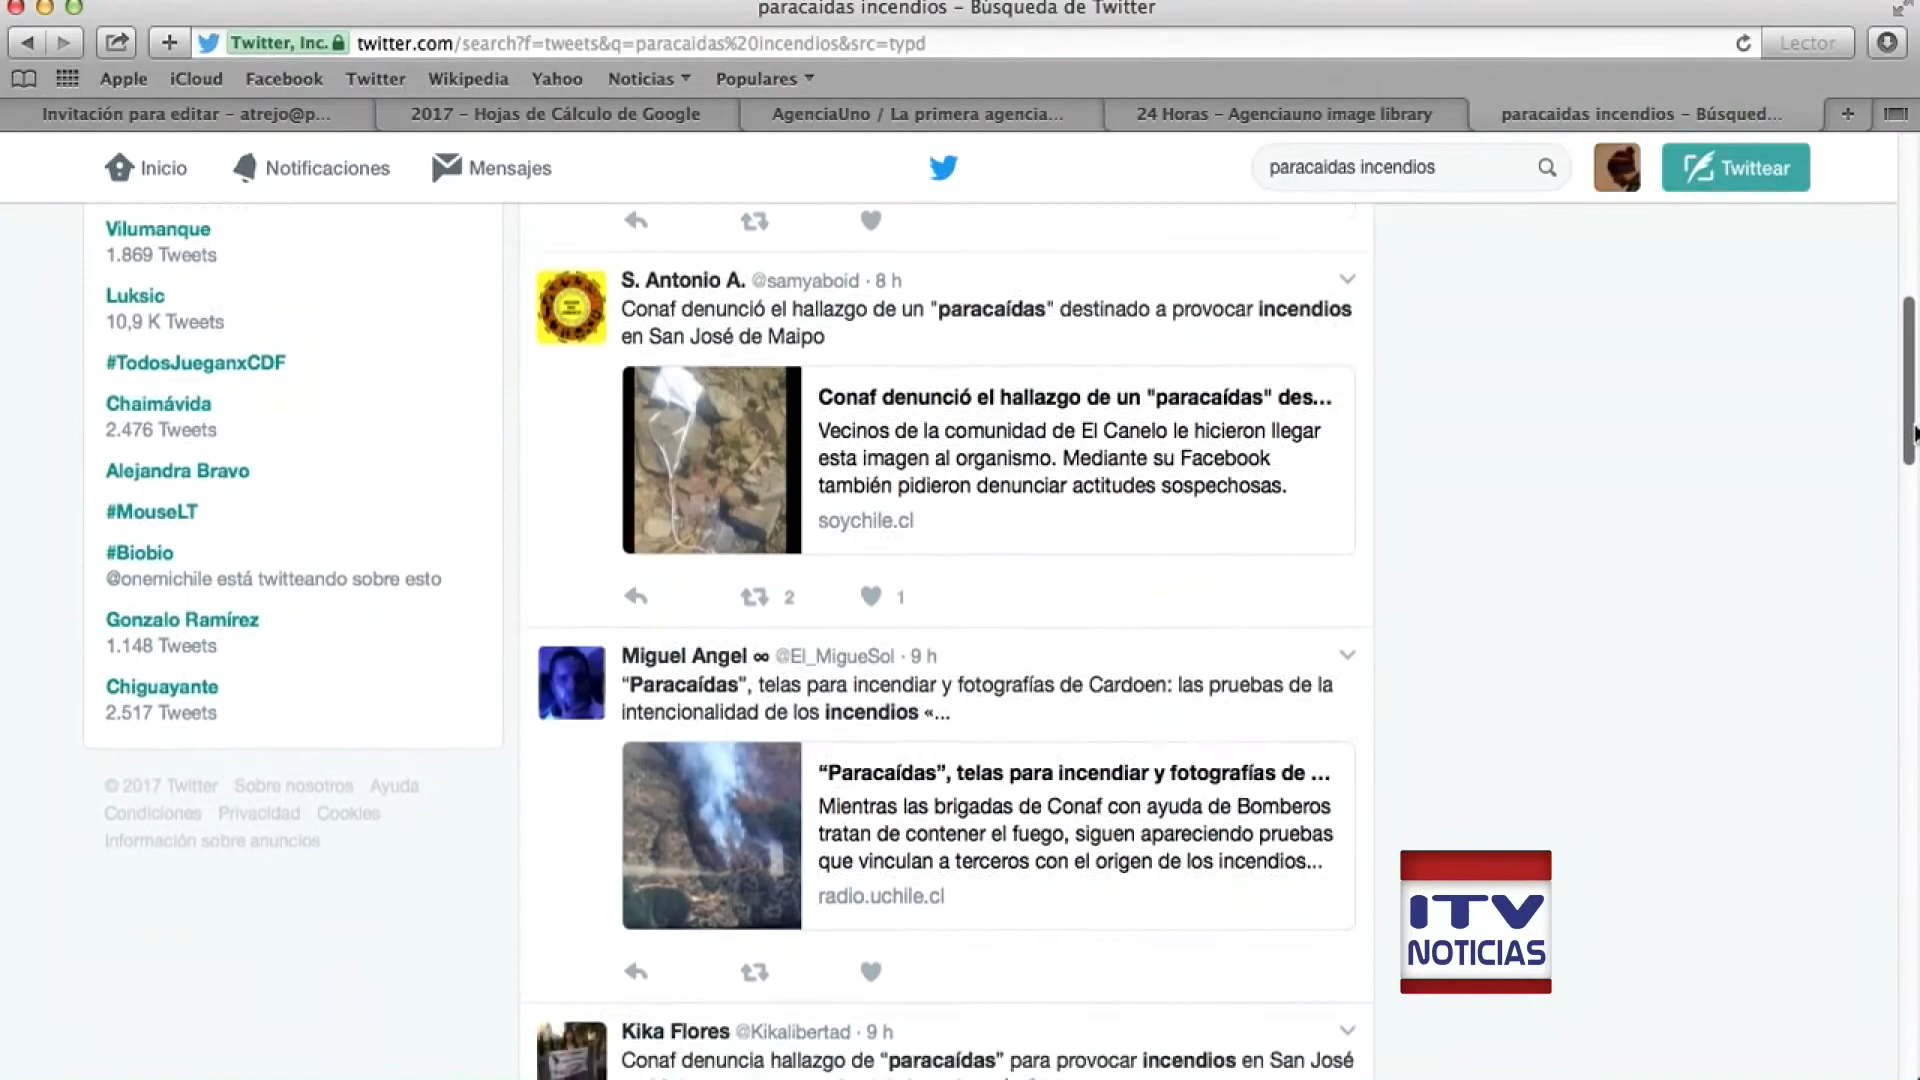 paracaidas incendios – Búsqueda de Twitter
Twitter, Inc. twitter.com/search?f=tweets&q=paracaidas%20incendios&src=typd
Lector
Apple iCloud Facebook Twitter Wikipedia Yahoo Noticias Populares
Invitación para editar – atrejo@p... 2017 – Hojas de Cálculo de Google AgenciaUno / La primera agencia... 24 Horas – Agenciauno image library paracaidas incendios – Búsqued...
Inicio Notificaciones Mensajes paracaidas incendios Twittear
Vilumanque
1.869 Tweets
Luksic
10,9 K Tweets
#TodosJueganxCDF
Chaimávida
2.476 Tweets
Alejandra Bravo
#MouseLT
#Biobio
@onemichile está twitteando sobre esto
Gonzalo Ramírez
1.148 Tweets
Chiguayante
2.517 Tweets
© 2017 Twitter Sobre nosotros Ayuda
Condiciones Privacidad Cookies
Información sobre anuncios
S. Antonio A. @samyaboid · 8 h
Conaf denunció el hallazgo de un "paracaídas" destinado a provocar incendios
en San José de Maipo
Conaf denunció el hallazgo de un "paracaídas" des...
Vecinos de la comunidad de El Canelo le hicieron llegar
esta imagen al organismo. Mediante su Facebook
también pidieron denunciar actitudes sospechosas.
soychile.cl
2 1
Miguel Angel ∞ @El_MigueSol · 9 h
“Paracaídas”, telas para incendiar y fotografías de Cardoen: las pruebas de la
intencionalidad de los incendios «...
“Paracaídas”, telas para incendiar y fotografías de ...
Mientras las brigadas de Conaf con ayuda de Bomberos
tratan de contener el fuego, siguen apareciendo pruebas
que vinculan a terceros con el origen de los incendios...
radio.uchile.cl
Kika Flores @Kikalibertad · 9 h
Conaf denuncia hallazgo de “paracaídas” para provocar incendios en San José
ITV
NOTICIAS